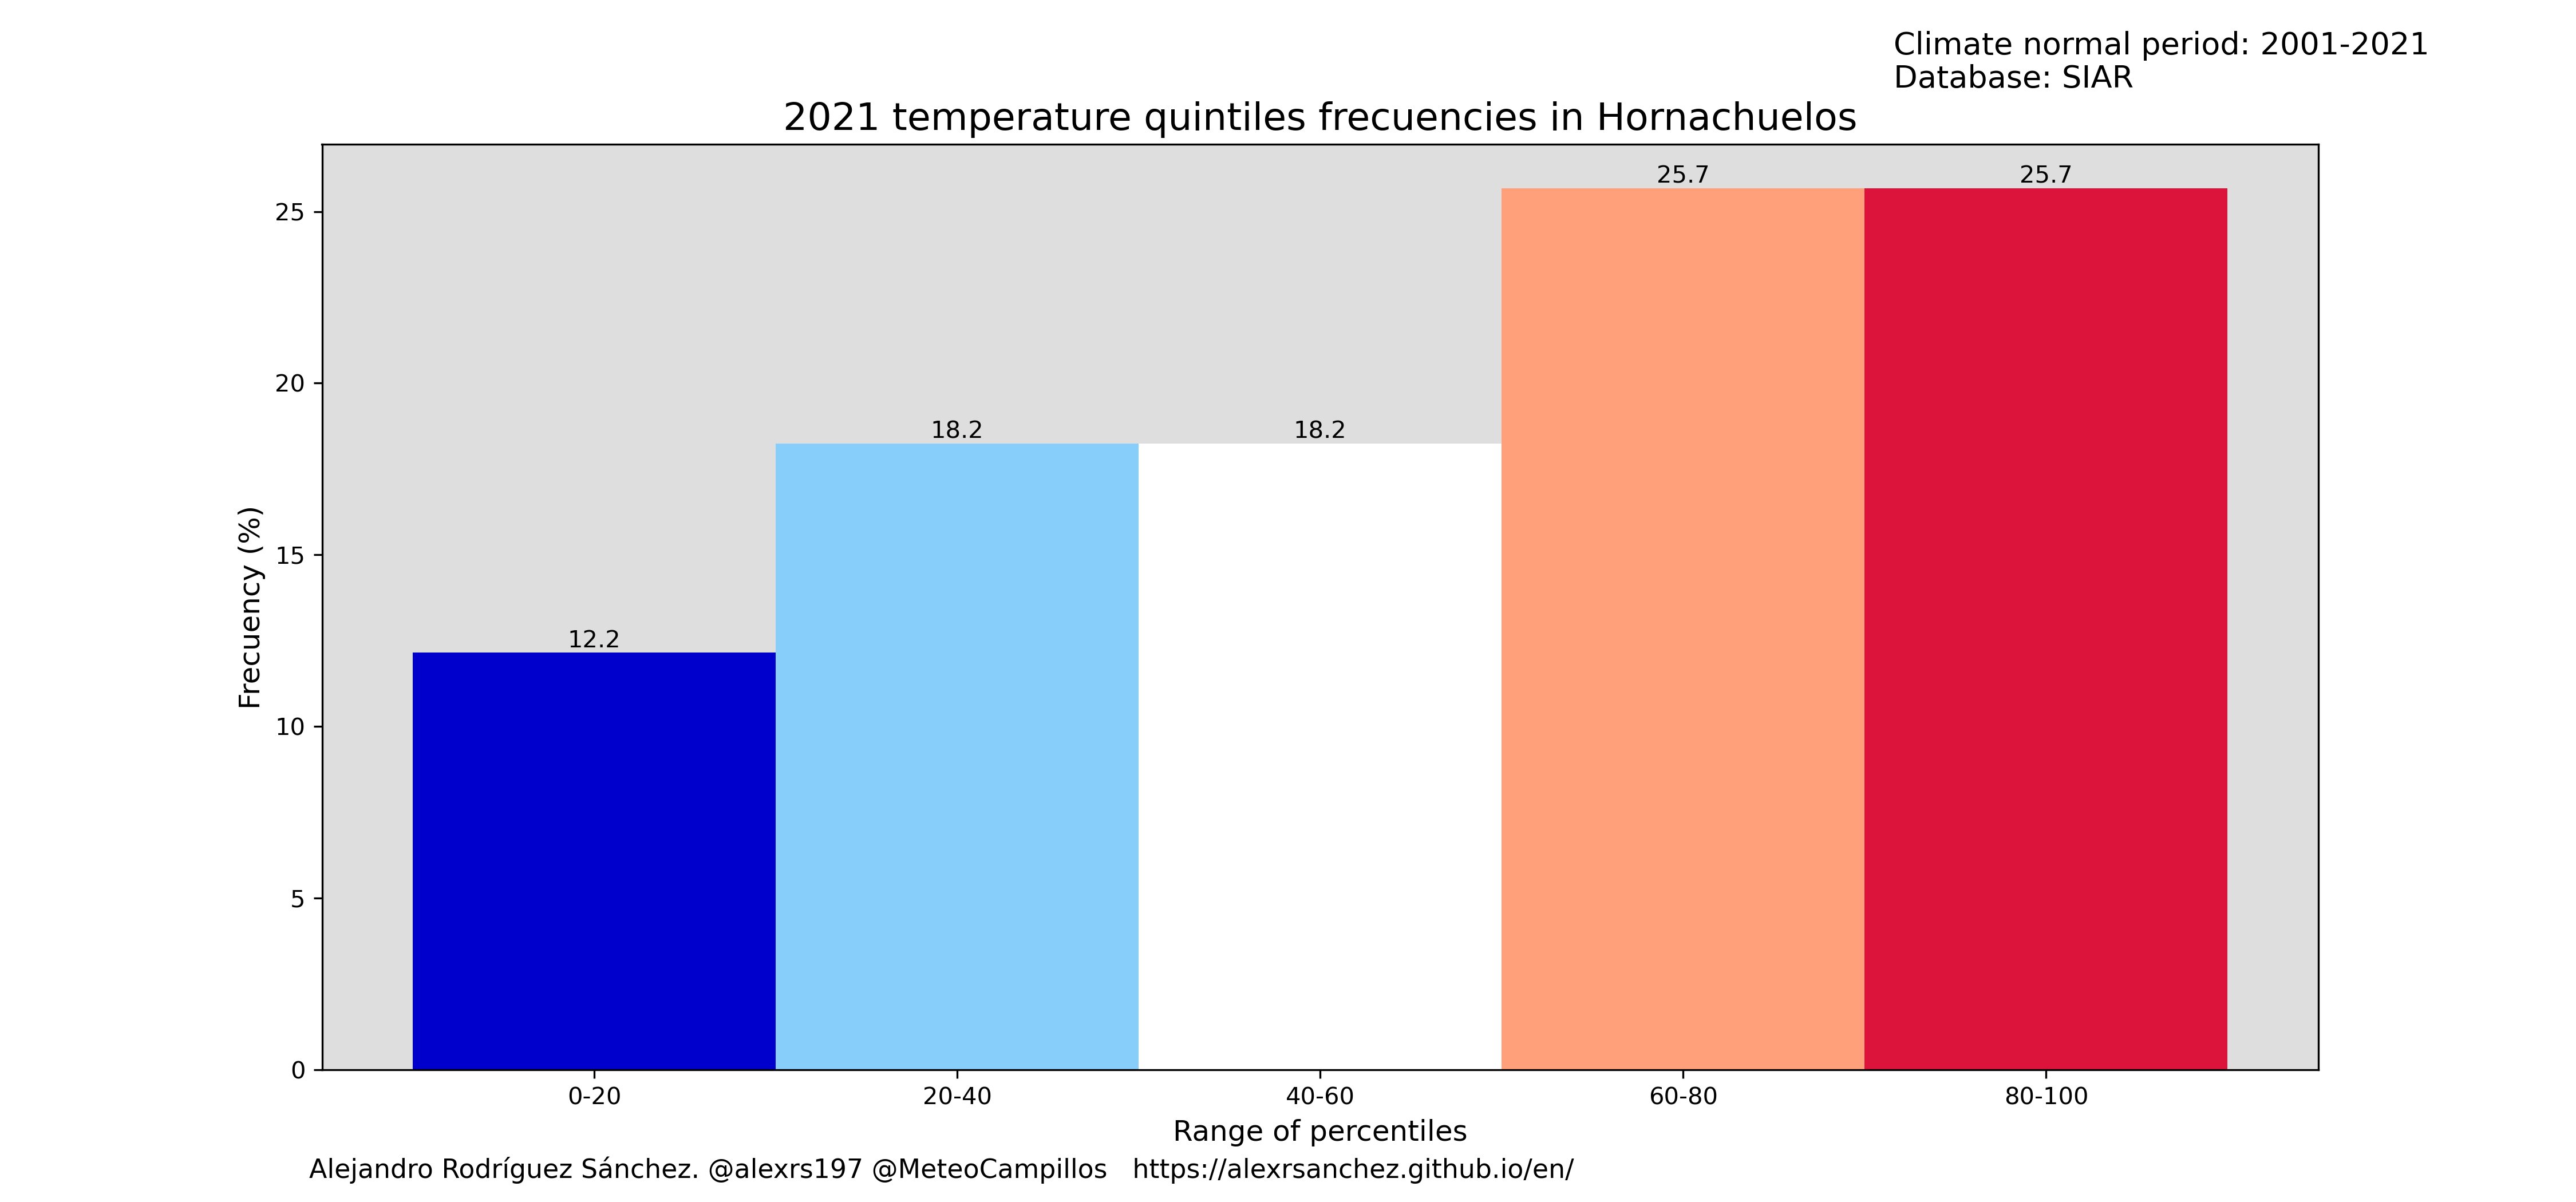 Climate normal period: 2001-2021
Database: SIAR
2021 temperature quintiles frecuencies in Hornachuelos
25.7
25.7
25
20
18.2
18.2
15
12.2
10
5
0
Frecuency (%)
0-20
20-40
40-60
60-80
80-100
Range of percentiles
Alejandro Rodríguez Sánchez. @alexrs197 @MeteoCampillos https://alexrsanchez.github.io/en/